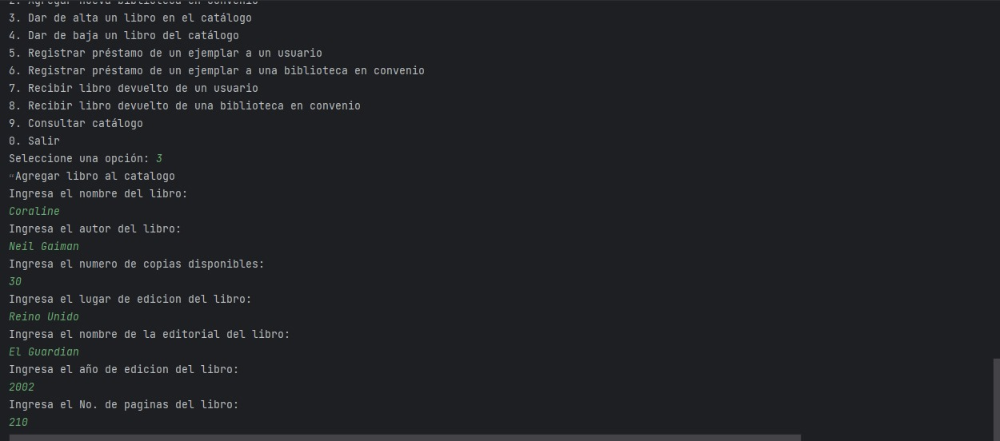 2. Agregar nueva biblioteca en convenio
3. Dar de alta un libro en el catálogo
4. Dar de baja un libro del catálogo
5. Registrar préstamo de un ejemplar a un usuario
6. Registrar préstamo de un ejemplar a una biblioteca en convenio
7. Recibir libro devuelto de un usuario
8. Recibir libro devuelto de una biblioteca en convenio
9. Consultar catálogo
0. Salir
Seleccione una opción: 3
“Agregar libro al catalogo
Ingresa el nombre del libro:
Coraline
Ingresa el autor del libro:
Neil Gaiman
Ingresa el numero de copias disponibles:
30
Ingresa el lugar de edicion del libro:
Reino Unido
Ingresa el nombre de la editorial del libro:
El Guardian
Ingresa el año de edicion del libro:
2002
Ingresa el No. de paginas del libro:
210